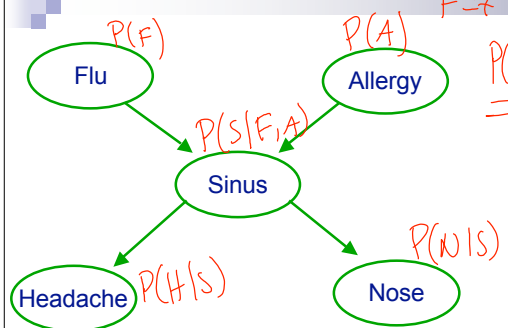 F=t
P(F)
P(A)
Flu
Allergy
P(
=
P(S|F,A)
Sinus
P(N|S)
Headache P(H|S)
Nose